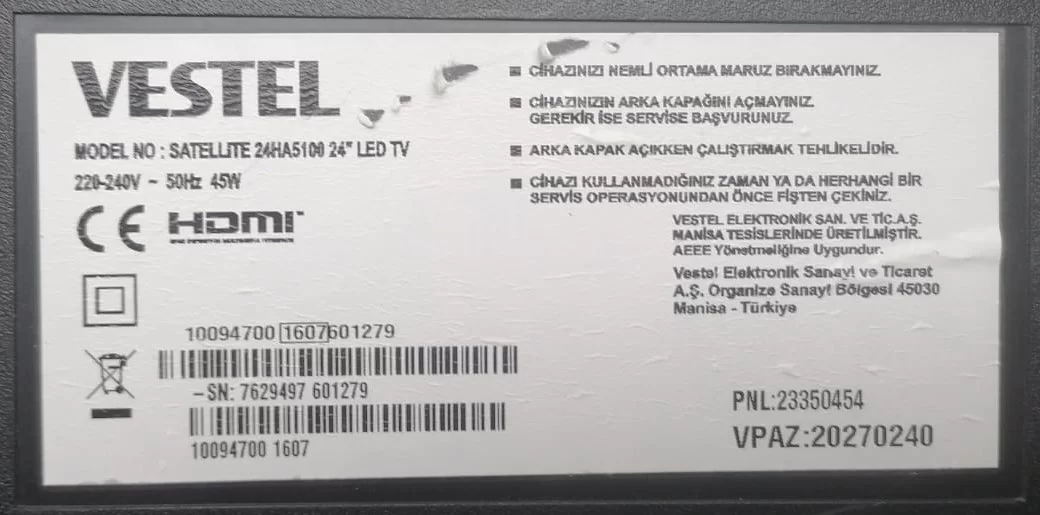 VESTEL
MODEL NO : SATELLITE 24HA5100 24" LED TV
220-240V ~ 50Hz 45W
CE HDMI
10094700 1607601279
-SN: 7629497 601279
10094700 1607
■ CİHAZINIZI NEMLİ ORTAMA MARUZ BIRAKMAYINIZ.
■ CİHAZINIZIN ARKA KAPAĞINI AÇMAYINIZ.
GEREKİR İSE SERVİSE BAŞVURUNUZ.
■ ARKA KAPAK AÇIKKEN ÇALIŞTIRMAK TEHLİKELİDİR.
■ CİHAZI KULLANMADIĞINIZ ZAMAN YA DA HERHANGİ BİR
SERVİS OPERASYONUNDAN ÖNCE FİŞTEN ÇEKİNİZ.
VESTEL ELEKTRONİK SAN. VE TİC.A.Ş.
MANİSA TESİSLERİNDE ÜRETİLMİŞTİR.
AEEE Yönetmeliğine Uygundur.
Vestel Elektronik Sanayi ve Ticaret
A.Ş. Organize Sanayi Bölgesi 45030
Manisa - Türkiye
PNL:23350454
VPAZ:20270240